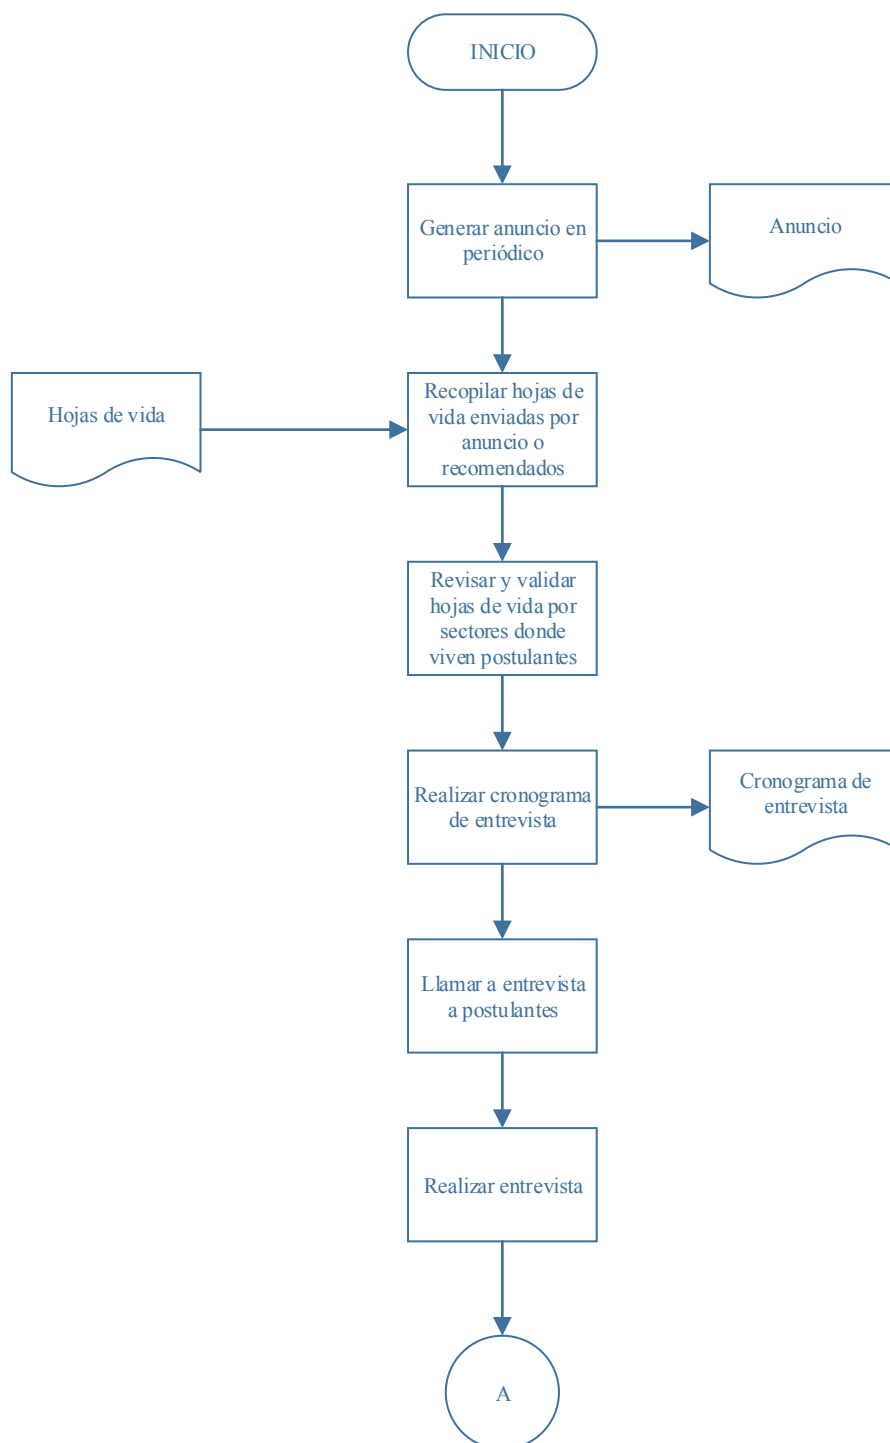 INICIO
Generar anuncio en
periódico
Anuncio
Hojas de vida
Recopilar hojas de
vida enviadas por
anuncio o
recomendados
Revisar y validar
hojas de vida por
sectores donde
viven postulantes
Realizar cronograma
de entrevista
Cronograma de
entrevista
Llamar a entrevista
a postulantes
Realizar entrevista
A